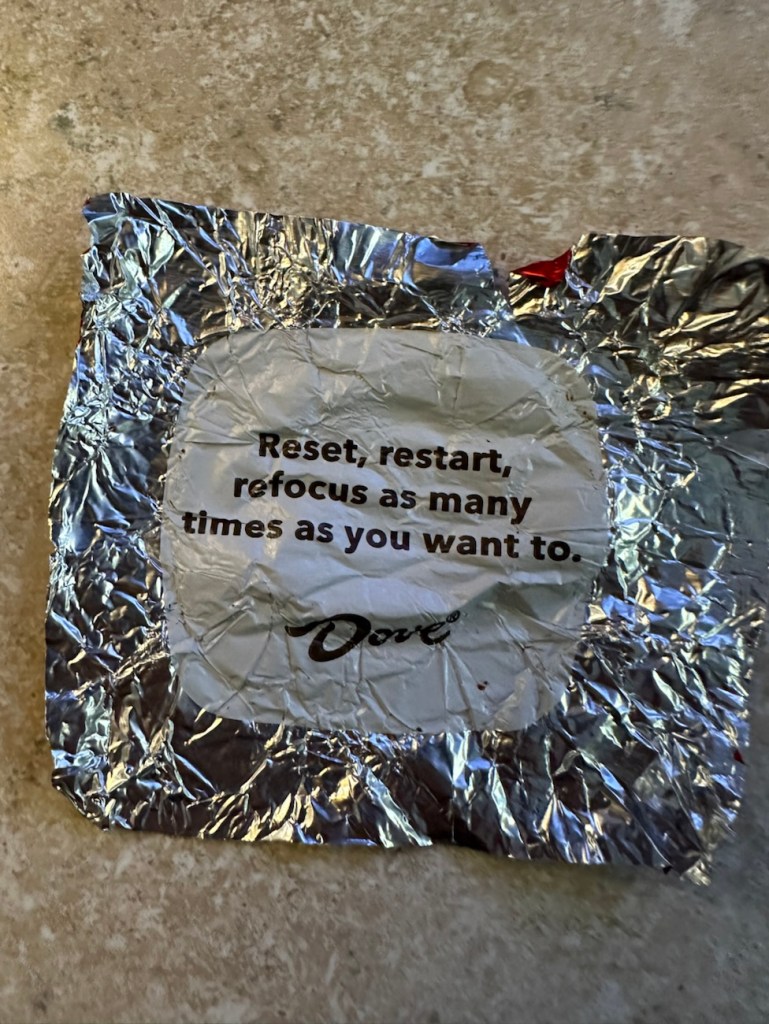 Reset, restart,
refocus as many
times as you want to.
Dove®